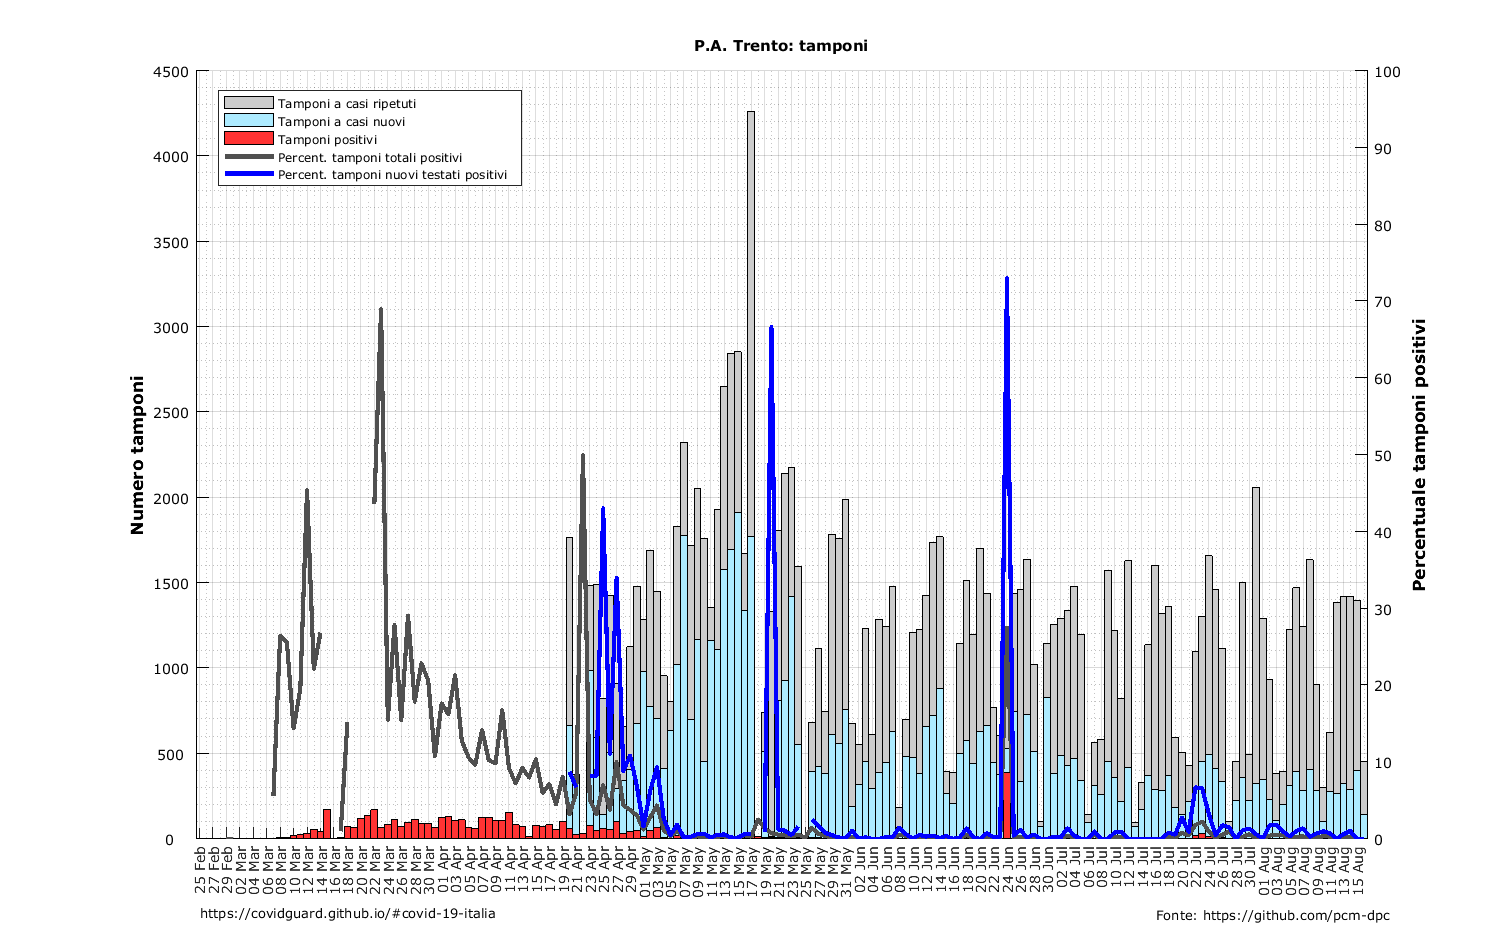 P.A. Trento: tamponi
4500
4000
3500
3000
2500
2000
1500
1000
500
0
100
90
80
70
60
50
40
30
20
10
0
Tamponi a casi ripetuti
Tamponi a casi nuovi
Tamponi positivi
Percent. tamponi totali positivi
Percent. tamponi nuovi testati positivi
Numero tamponi
Percentuale tamponi positivi
25 Feb
27 Feb
29 Feb
02 Mar
04 Mar
06 Mar
08 Mar
10 Mar
12 Mar
14 Mar
16 Mar
18 Mar
20 Mar
22 Mar
24 Mar
26 Mar
28 Mar
30 Mar
01 Apr
03 Apr
05 Apr
07 Apr
09 Apr
11 Apr
13 Apr
15 Apr
17 Apr
19 Apr
21 Apr
23 Apr
25 Apr
27 Apr
29 Apr
01 May
03 May
05 May
07 May
09 May
11 May
13 May
15 May
17 May
19 May
21 May
23 May
25 May
27 May
29 May
31 May
02 Jun
04 Jun
06 Jun
08 Jun
10 Jun
12 Jun
14 Jun
16 Jun
18 Jun
20 Jun
22 Jun
24 Jun
26 Jun
28 Jun
30 Jun
02 Jul
04 Jul
06 Jul
08 Jul
10 Jul
12 Jul
14 Jul
16 Jul
18 Jul
20 Jul
22 Jul
24 Jul
26 Jul
28 Jul
30 Jul
01 Aug
03 Aug
05 Aug
07 Aug
09 Aug
11 Aug
13 Aug
15 Aug
https://covidguard.github.io/#covid-19-italia
Fonte: https://github.com/pcm-dpc